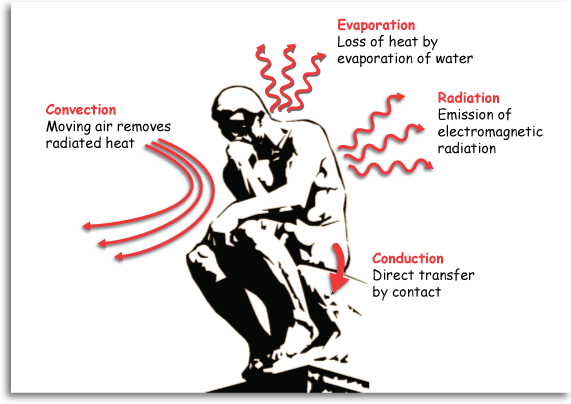 Evaporation
Loss of heat by
evaporation of water
Convection
Moving air removes
radiated heat
Radiation
Emission of
electromagnetic
radiation
Conduction
Direct transfer
by contact